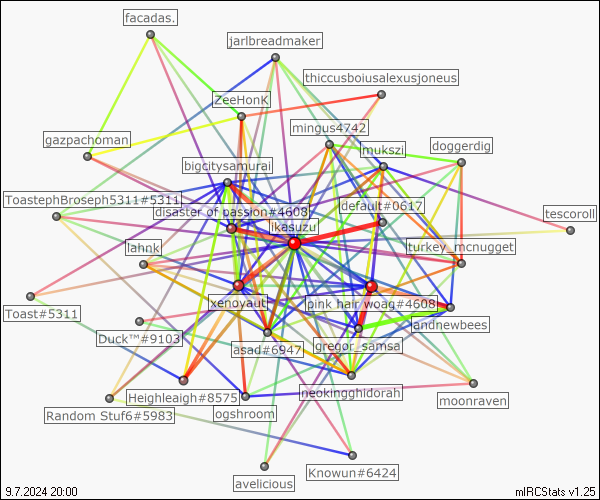 facadas.
jarlbreadmaker
thiccusboiusalexusjoneus
ZeeHonK
mingus4742
gazpachoman
mukszi
doggerdig
bigcitysamurai
ToastephBroseph5311#5311
disaster of passion#4608
default#0617
tescoroll
ikasuzu
lahnk
turkey_mcnugget
xenoyaut
pink hair woag#4608
Toast#5311
landnewbees
Duck™#9103
asad#6947
gregor_samsa
Heighleigh#8575
neokingghidorah
moonraven
Random Stuf6#5983
ogshroom
avelicious
Knowun#6424
9.7.2024 20:00
mIRCStats v1.25